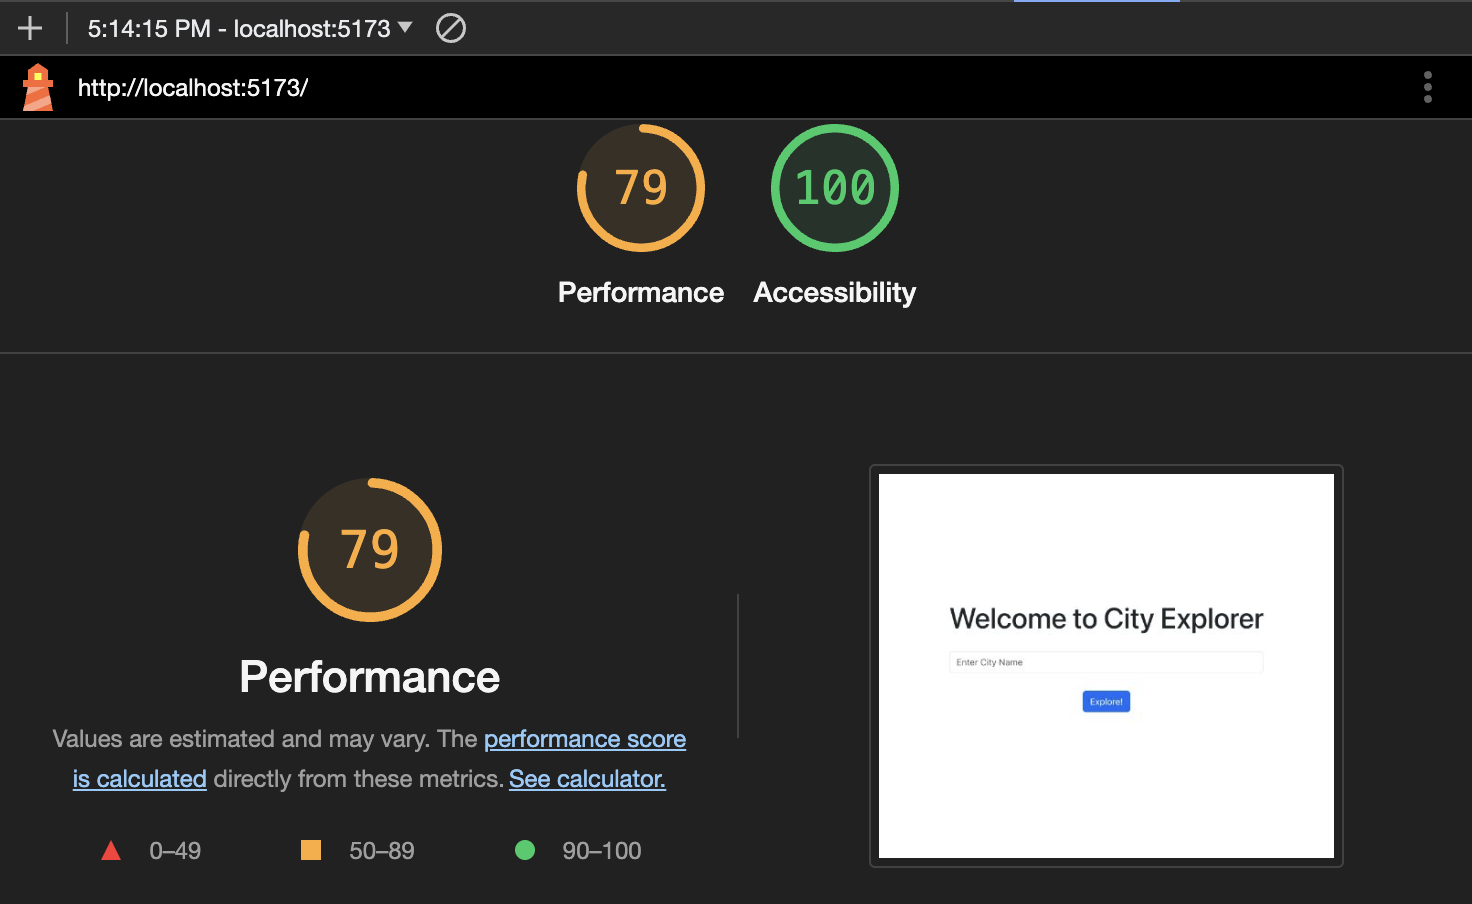 5:14:15 PM - localhost:5173
http://localhost:5173/
79
100
Performance
Accessibility
79
Performance
Values are estimated and may vary. The performance score
is calculated directly from these metrics. See calculator.
0–49
50–89
90–100
Welcome to City Explorer
Enter City Name
Explore!